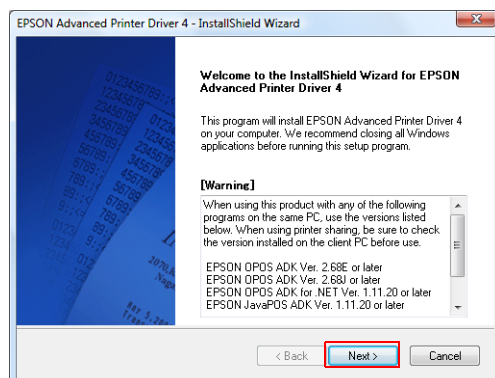 EPSON Advanced Printer Driver 4 - InstallShield Wizard
Welcome to the InstallShield Wizard for EPSON
Advanced Printer Driver 4
This program will install EPSON Advanced Printer Driver 4
on your computer. We recommend closing all Windows
applications before running this setup program.
[Warning]
When using this product with any of the following
programs on the same PC, use the versions listed
below. When using printer sharing, be sure to check
the version installed on the client PC before use.
EPSON OPOS ADK Ver. 2.68E or later
EPSON OPOS ADK Ver. 2.68J or later
EPSON OPOS ADK for .NET Ver. 1.11.20 or later
EPSON JavaPOS ADK Ver. 1.11.20 or later
< Back
Next >
Cancel